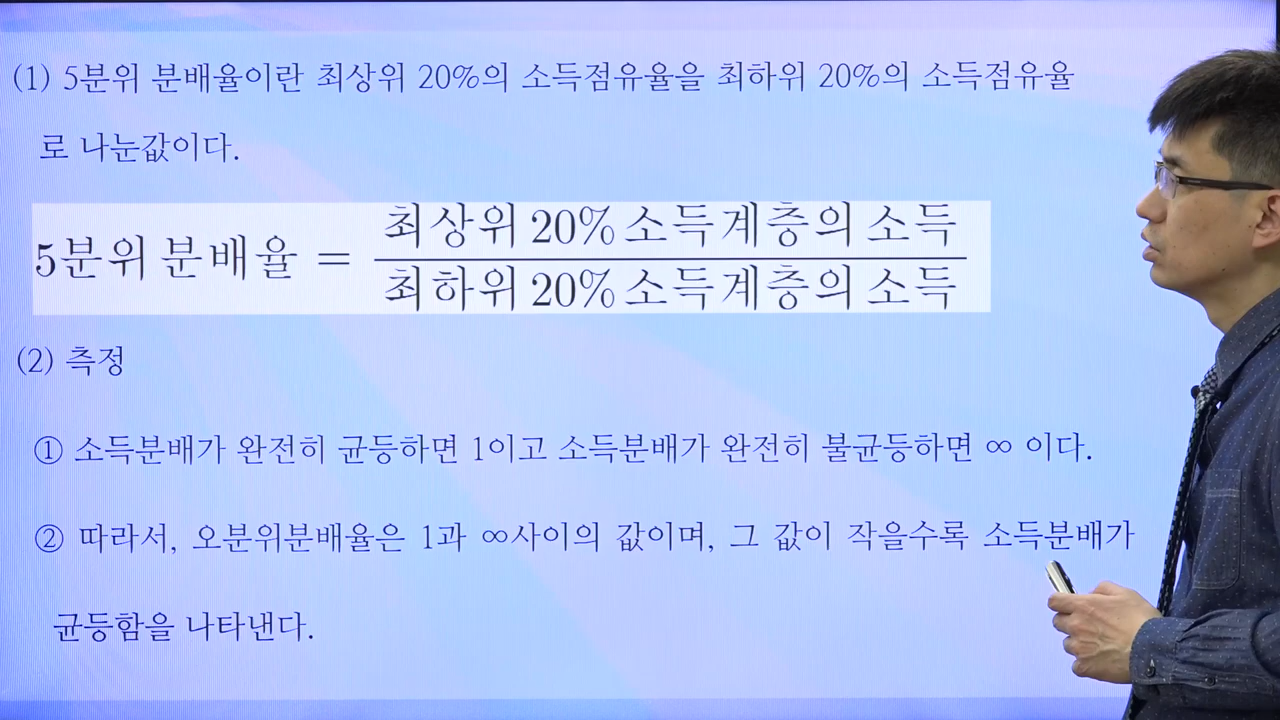 (1) 5분위 분배율이란 최상위 20%의 소득점유율을 최하위 20%의 소득점유율
로 나눈값이다.
5분위 분배율 = 최상위 20% 소득계층의 소득
최하위 20% 소득계층의 소득
(2) 측정
① 소득분배가 완전히 균등하면 1이고 소득분배가 완전히 불균등하면 ∞ 이다.
② 따라서, 오분위분배율은 1과 ∞사이의 값이며, 그 값이 작을수록 소득분배가
균등함을 나타낸다.